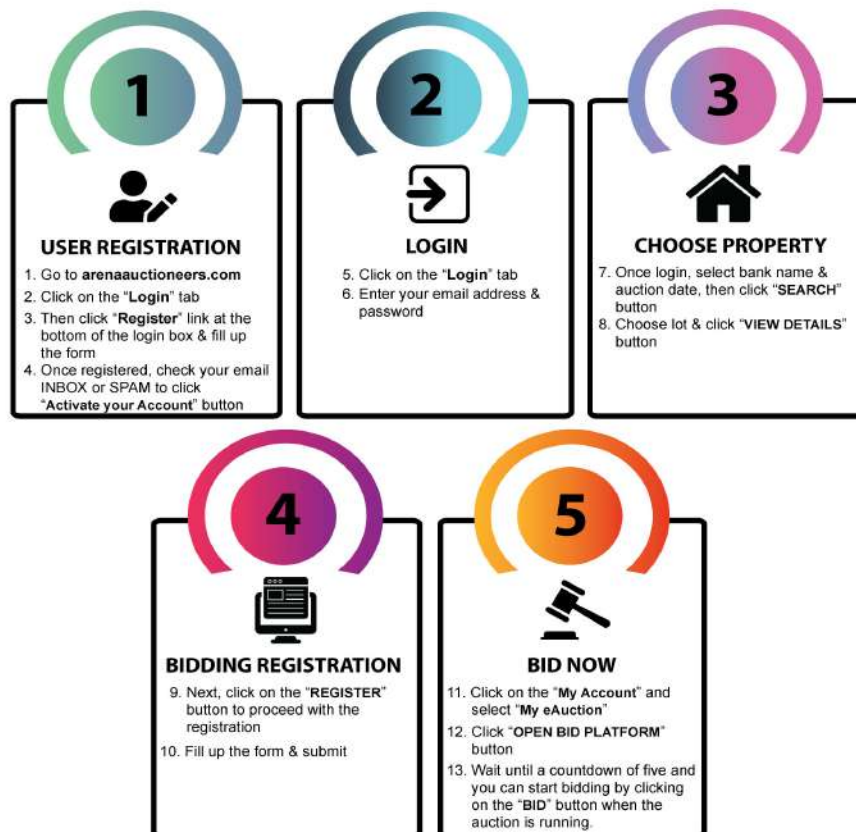 1
USER REGISTRATION
1. Go to arenaauctioneers.com
2. Click on the “Login” tab
3. Then click “Register” link at the
bottom of the login box & fill up
the form
4. Once registered, check your email
INBOX or SPAM to click
“Activate your Account” button
2
LOGIN
5. Click on the “Login” tab
6. Enter your email address &
password
3
CHOOSE PROPERTY
7. Once login, select bank name &
auction date, then click “SEARCH”
button
8. Choose lot & click “VIEW DETAILS”
button
4
BIDDING REGISTRATION
9. Next, click on the “REGISTER”
button to proceed with the
registration
10. Fill up the form & submit
5
BID NOW
11. Click on the “My Account” and
select “My eAuction”
12. Click “OPEN BID PLATFORM”
button
13. Wait until a countdown of five and
you can start bidding by clicking
on the “BID” button when the
auction is running.